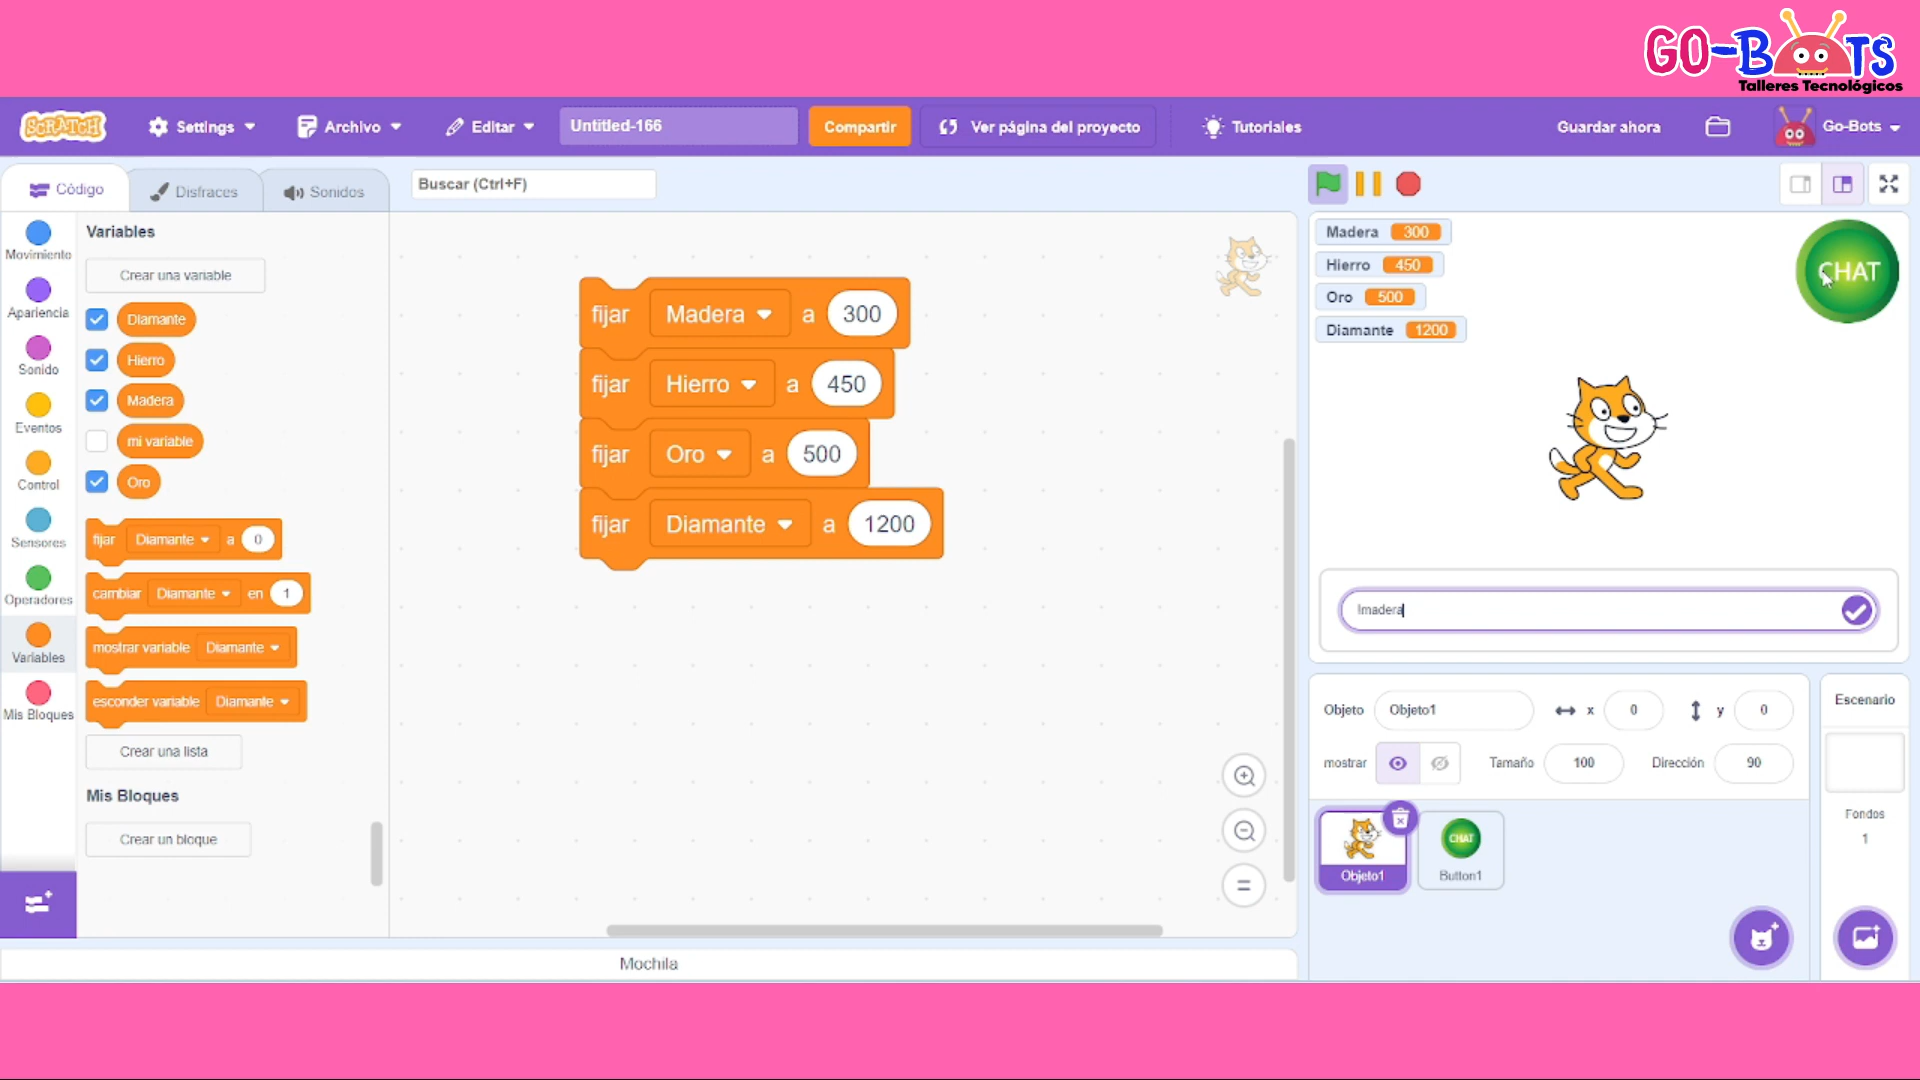 GO-BOTS
Talleres Tecnológicos
SCRATCH
Settings
Archivo
Editar
Untitled-166
Compartir
Ver página del proyecto
Tutoriales
Guardar ahora
Go-Bots
Código
Disfraces
Sonidos
Buscar (Ctrl+F)
Movimiento
Apariencia
Sonido
Eventos
Control
Sensores
Operadores
Variables
Mis Bloques
Variables
Crear una variable
Diamante
Hierro
Madera
mi variable
Oro
fijar Diamante a 0
cambiar Diamante en 1
mostrar variable Diamante
esconder variable Diamante
Crear una lista
Mis Bloques
Crear un bloque
fijar Madera a 300
fijar Hierro a 450
fijar Oro a 500
fijar Diamante a 1200
Mochila
Madera 300
Hierro 450
Oro 500
Diamante 1200
CHAT
!madera
Objeto Objeto1 x 0 y 0
mostrar Tamaño 100 Dirección 90
Objeto1
CHAT
Button1
Escenario
Fondos
1